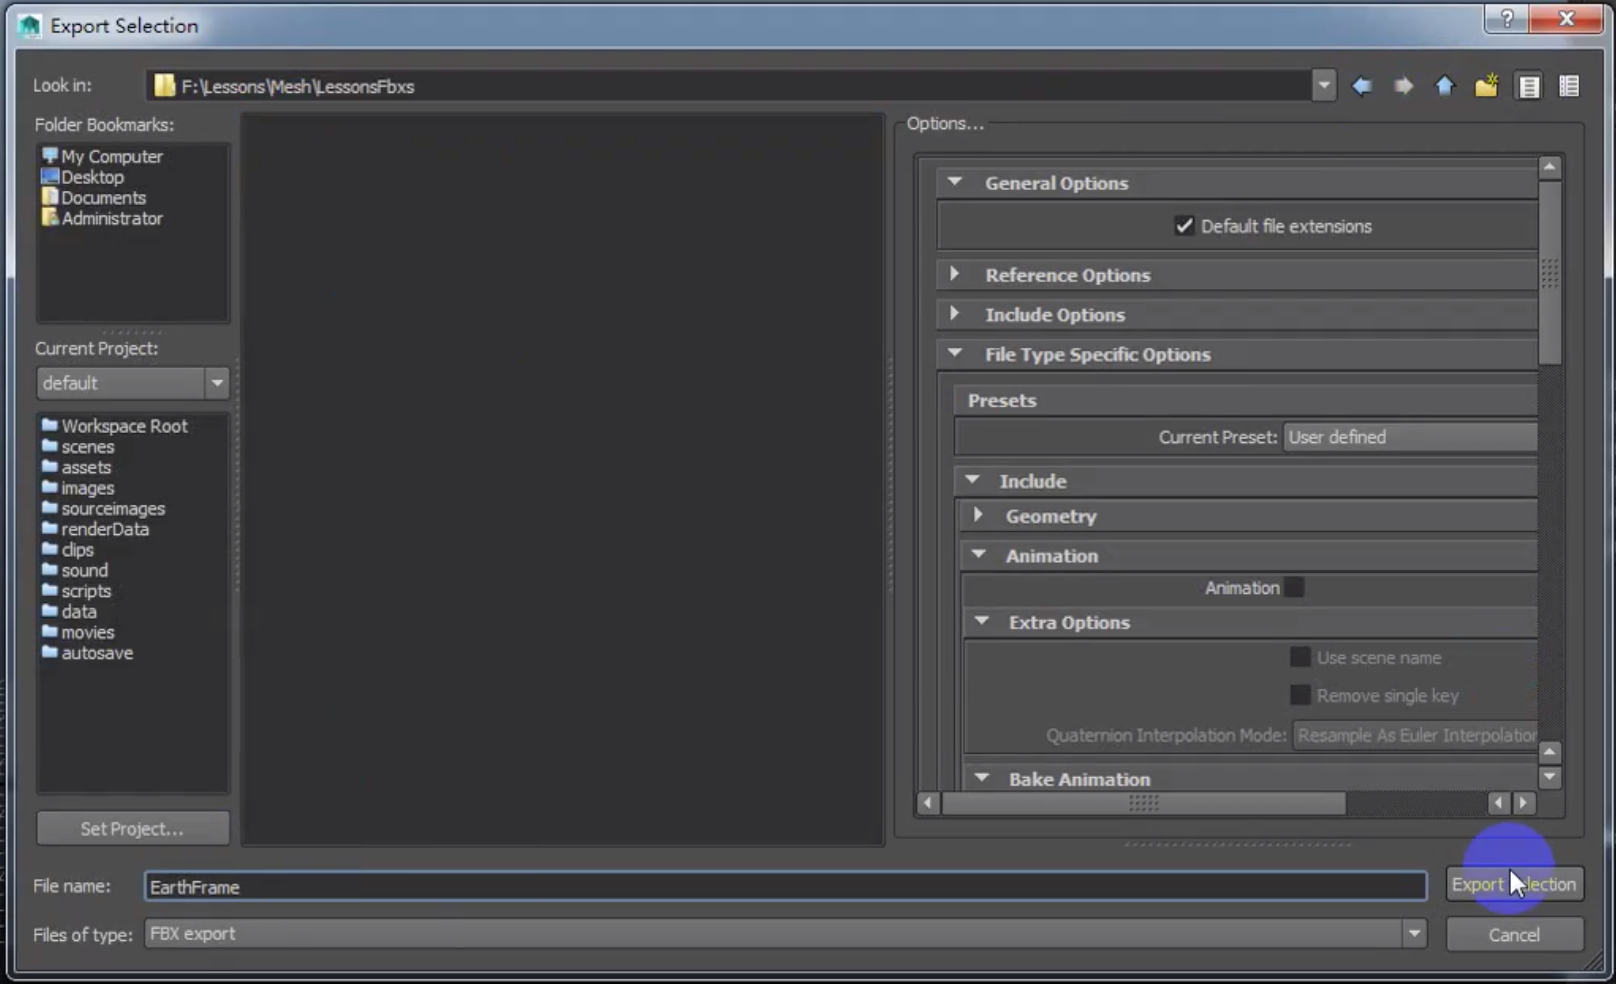 Export Selection
?
Look in:
F:\Lessons\Mesh\LessonsFbxs
Folder Bookmarks:
My Computer
Desktop
Documents
Administrator
Current Project:
default
Workspace Root
scenes
assets
images
sourceimages
renderData
clips
sound
scripts
data
movies
autosave
Set Project...
Options...
General Options
Default file extensions
Reference Options
Include Options
File Type Specific Options
Presets
Current Preset: User defined
Include
Geometry
Animation
Animation
Extra Options
Use scene name
Remove single key
Quaternion Interpolation Mode: Resample As Euler Interpolation
Bake Animation
File name: EarthFrame
Export Selection
Files of type: FBX export
Cancel